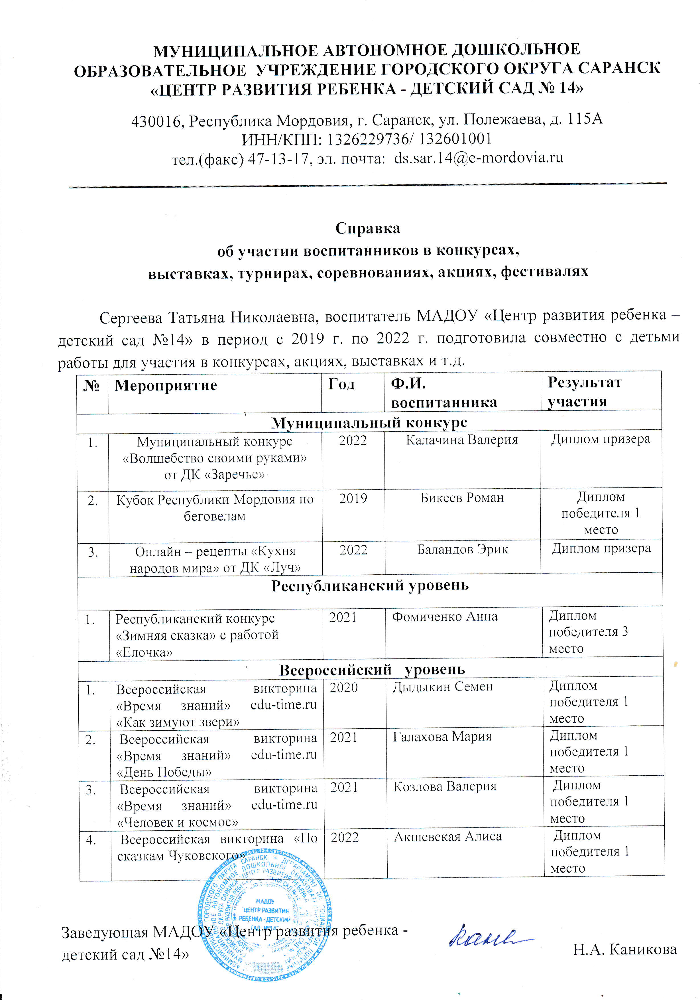 МУНИЦИПАЛЬНОЕ АВТОНОМНОЕ ДОШКОЛЬНОЕ
ОБРАЗОВАТЕЛЬНОЕ УЧРЕЖДЕНИЕ ГОРОДСКОГО ОКРУГА САРАНСК
«ЦЕНТР РАЗВИТИЯ РЕБЕНКА - ДЕТСКИЙ САД № 14»
430016, Республика Мордовия, г. Саранск, ул. Полежаева, д. 115А
ИНН/КПП: 1326229736/ 132601001
тел.(факс) 47-13-17, эл. почта: ds.sar.14@e-mordovia.ru
Справка
об участии воспитанников в конкурсах,
выставках, турнирах, соревнованиях, акциях, фестивалях
Сергеева Татьяна Николаевна, воспитатель МАДОУ «Центр развития ребенка –
детский сад №14» в период с 2019 г. по 2022 г. подготовила совместно с детьми
работы для участия в конкурсах, акциях, выставках и т.д.
№ Мероприятие Год Ф.И. Результат
воспитанника участия
Муниципальный конкурс
1. Муниципальный конкурс 2022 Калачина Валерия Диплом призера
«Волшебство своими руками»
от ДК «Заречье»
2. Кубок Республики Мордовия по 2019 Бикеев Роман Диплом
беговелам победителя 1
место
3. Онлайн – рецепты «Кухня 2022 Баландов Эрик Диплом призера
народов мира» от ДК «Луч»
Республиканский уровень
1. Республиканский конкурс 2021 Фомиченко Анна Диплом
«Зимняя сказка» с работой победителя 3
«Елочка» место
Всероссийский уровень
1. Всероссийская викторина 2020 Дыдыкин Семен Диплом
«Время знаний» edu-time.ru победителя 1
«Как зимуют звери» место
2. Всероссийская викторина 2021 Галахова Мария Диплом
«Время знаний» edu-time.ru победителя 1
«День Победы» место
3. Всероссийская викторина 2021 Козлова Валерия Диплом
«Время знаний» edu-time.ru победителя 1
«Человек и космос» место
4. Всероссийская викторина «По 2022 Акшевская Алиса Диплом
сказкам Чуковского» победителя 1
место
МАДОУ
"ЦЕНТР РАЗВИТИЯ
РЕБЕНКА - ДЕТСКИЙ
САД №14"
Заведующая МАДОУ «Центр развития ребенка -
детский сад №14» Н.А. Каникова